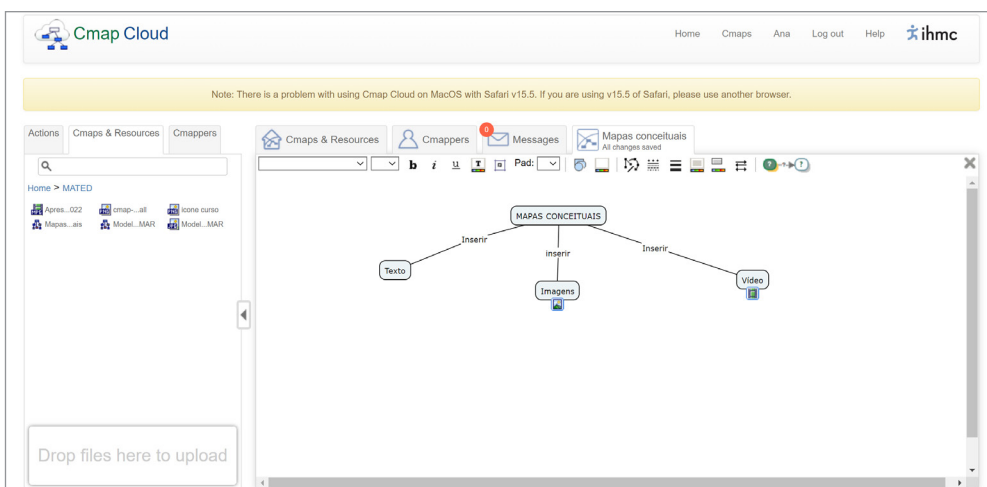 Cmap Cloud
Home Cmaps Ana Log out Help ihmc
Note: There is a problem with using Cmap Cloud on MacOS with Safari v15.5. If you are using v15.5 of Safari, please use another browser.
Actions Cmaps & Resources Cmappers
Home > MATED
Apres...022 cmap-...all icone curso
Mapas...ais Model...MAR Model...MAR
Drop files here to upload
Cmaps & Resources Cmappers 0 Messages Mapas conceituais
All changes saved
b i u T a Pad: ? ?
MAPAS CONCEITUAIS
Inserir inserir Inserir
Texto Imagens Vídeo